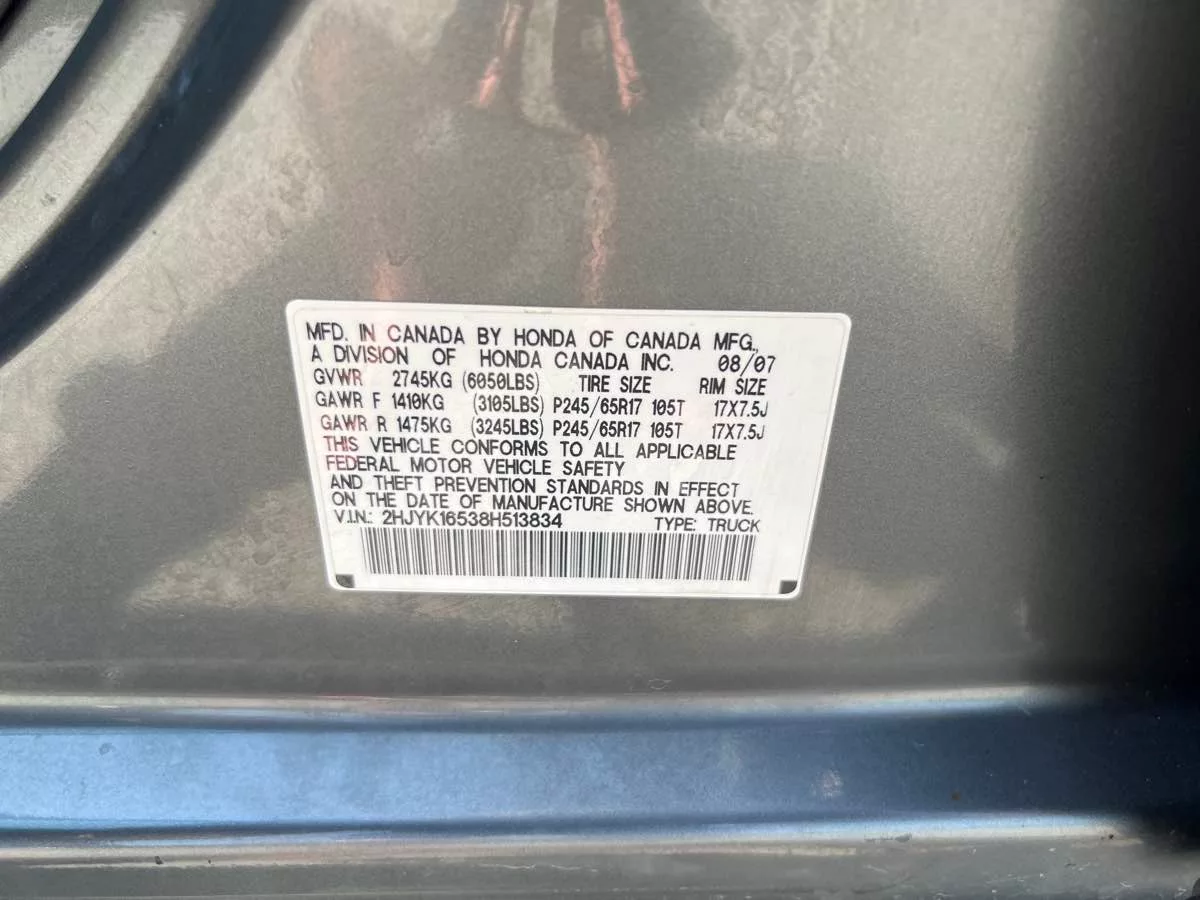 MFD. IN CANADA BY HONDA OF CANADA MFG.,
A DIVISION OF HONDA CANADA INC. 08/07
GVWR 2745KG (6050LBS) TIRE SIZE RIM SIZE
GAWR F 1410KG (3105LBS) P245/65R17 105T 17X7.5J
GAWR R 1475KG (3245LBS) P245/65R17 105T 17X7.5J
THIS VEHICLE CONFORMS TO ALL APPLICABLE
FEDERAL MOTOR VEHICLE SAFETY
AND THEFT PREVENTION STANDARDS IN EFFECT
ON THE DATE OF MANUFACTURE SHOWN ABOVE.
V.I.N.: 2HJYK16538H513834 TYPE: TRUCK